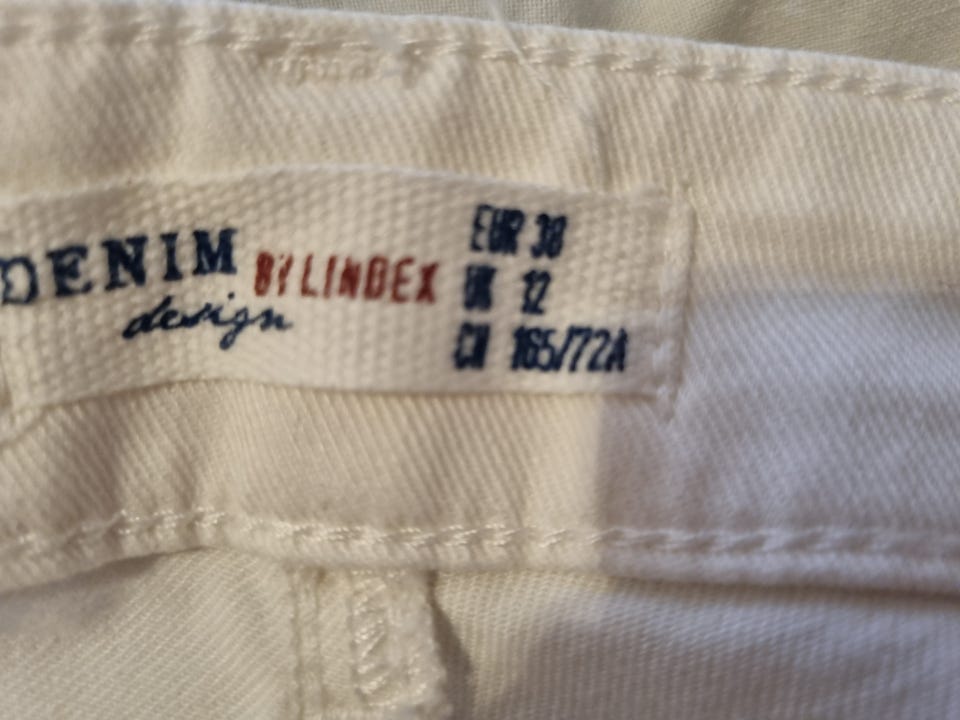 DENIM BY LINDEX
design
EUR 38
UK 12
CN 165/72A